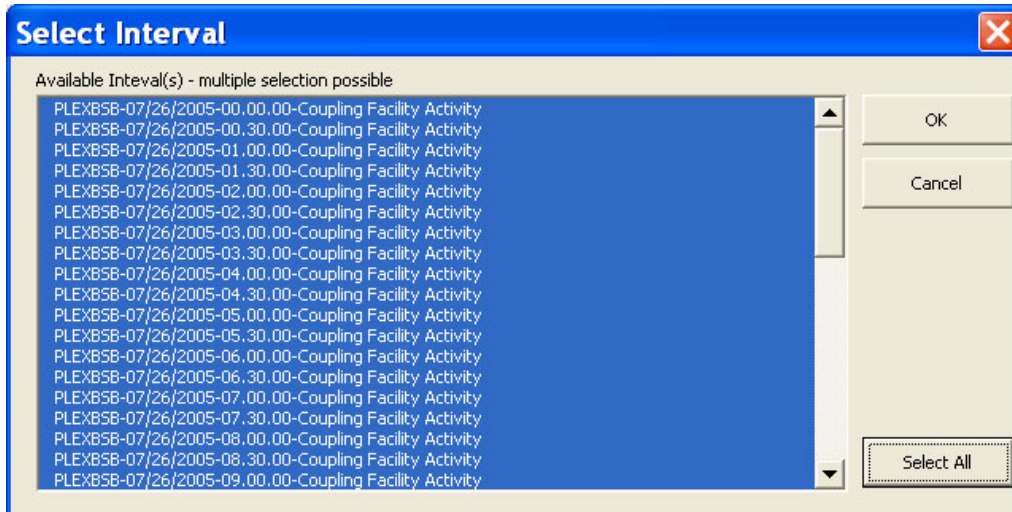 Select Interval
Available Inteval(s) - multiple selection possible
PLEXBSB-07/26/2005-00.00.00-Coupling Facility Activity
PLEXBSB-07/26/2005-00.30.00-Coupling Facility Activity
PLEXBSB-07/26/2005-01.00.00-Coupling Facility Activity
PLEXBSB-07/26/2005-01.30.00-Coupling Facility Activity
PLEXBSB-07/26/2005-02.00.00-Coupling Facility Activity
PLEXBSB-07/26/2005-02.30.00-Coupling Facility Activity
PLEXBSB-07/26/2005-03.00.00-Coupling Facility Activity
PLEXBSB-07/26/2005-03.30.00-Coupling Facility Activity
PLEXBSB-07/26/2005-04.00.00-Coupling Facility Activity
PLEXBSB-07/26/2005-04.30.00-Coupling Facility Activity
PLEXBSB-07/26/2005-05.00.00-Coupling Facility Activity
PLEXBSB-07/26/2005-05.30.00-Coupling Facility Activity
PLEXBSB-07/26/2005-06.00.00-Coupling Facility Activity
PLEXBSB-07/26/2005-06.30.00-Coupling Facility Activity
PLEXBSB-07/26/2005-07.00.00-Coupling Facility Activity
PLEXBSB-07/26/2005-07.30.00-Coupling Facility Activity
PLEXBSB-07/26/2005-08.00.00-Coupling Facility Activity
PLEXBSB-07/26/2005-08.30.00-Coupling Facility Activity
PLEXBSB-07/26/2005-09.00.00-Coupling Facility Activity
OK
Cancel
Select All